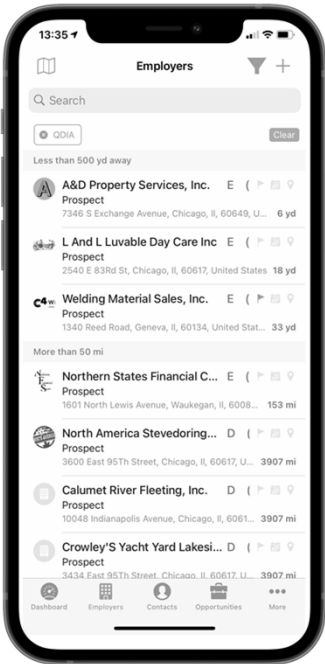 13:35
Employers
Search
QDIA
Clear
Less than 500 yd away
A&D Property Services, Inc. E (
Prospect
7346 S Exchange Avenue, Chicago, Il, 60649, U... 6 yd
L And L Luvable Day Care Inc E (
Prospect
2540 E 83Rd St, Chicago, Il, 60617, United States 18 yd
C4W
Welding Material Sales, Inc. E (
Prospect
1340 Reed Road, Geneva, Il, 60134, United Stat... 33 yd
More than 50 mi
Northern States Financial C... E (
Prospect
1601 North Lewis Avenue, Waukegan, Il, 6008... 153 mi
North America Stevedoring... D (
Prospect
3600 East 95Th Street, Chicago, Il, 60617, U... 3907 mi
Calumet River Fleeting, Inc. D (
Prospect
10048 Indianapolis Avenue, Chicago, Il, 6061... 3907 mi
Crowley'S Yacht Yard Lakesi... D (
Prospect
3434 East 95Th Street, Chicago, Il, 60617, U... 3907 mi
Dashboard Employers Contacts Opportunities More